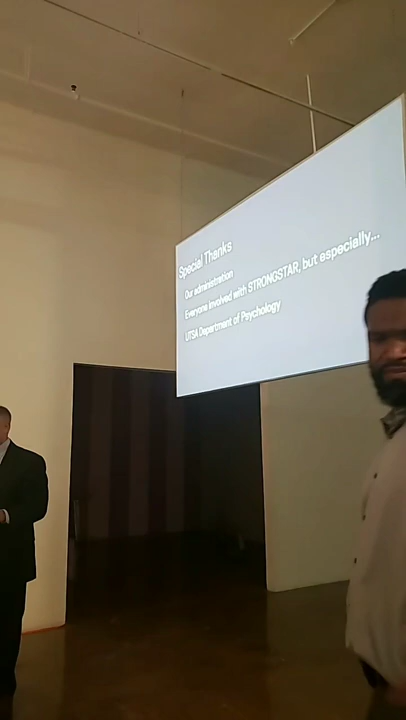 Special Thanks
Our administration
Everyone involved with STRONGSTAR, but especially...
UTSA Department of Psychology